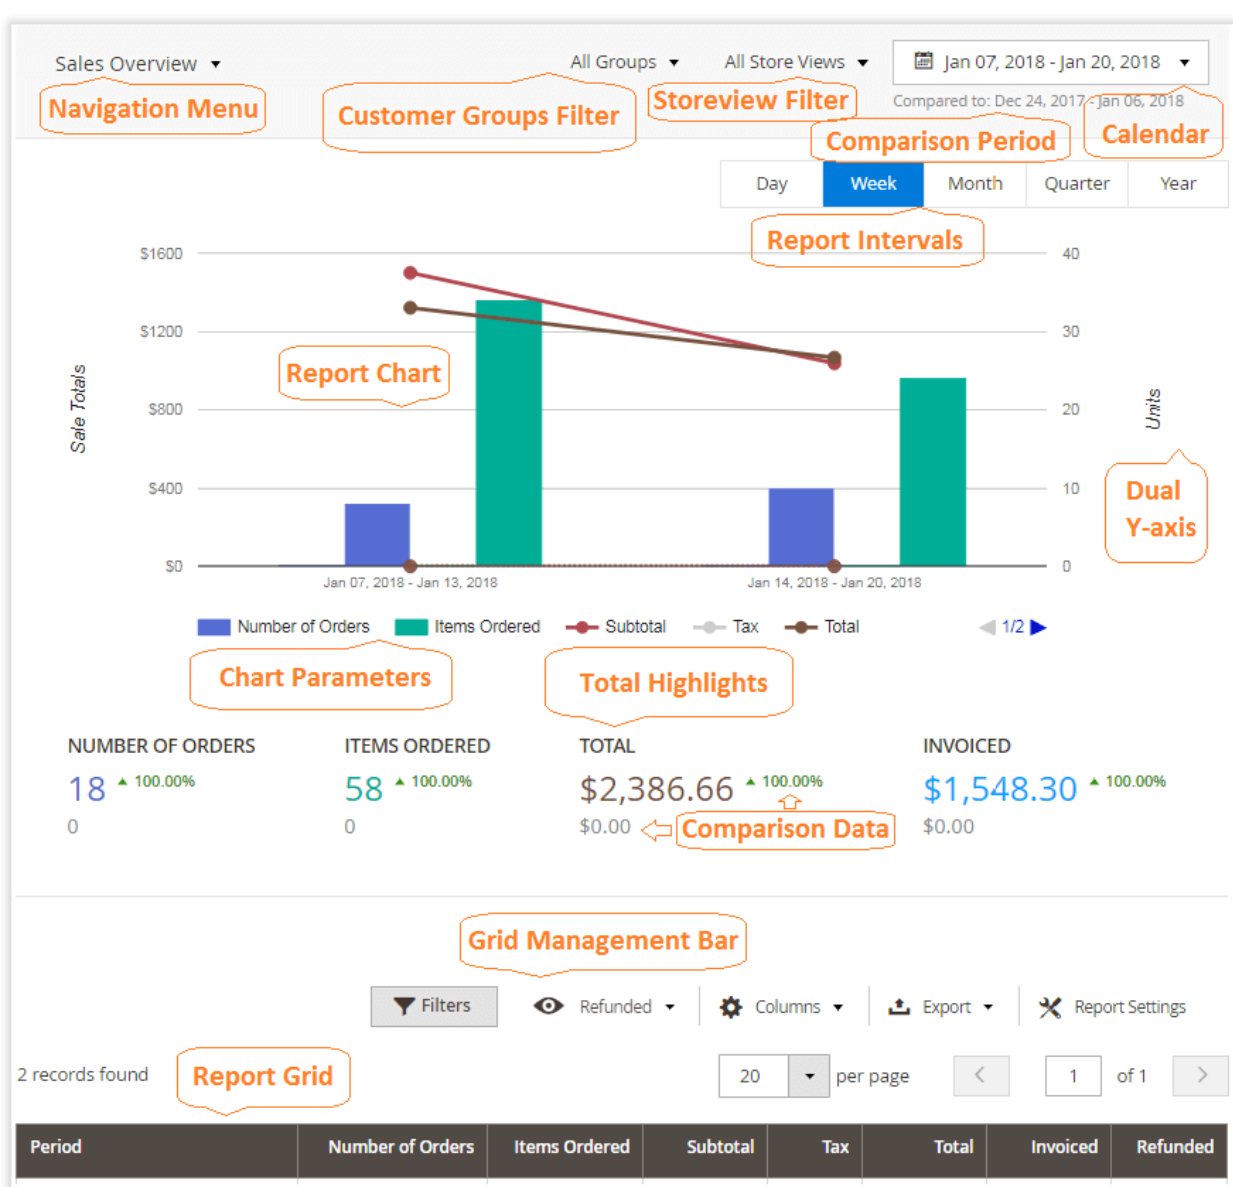 Sales Overview
All Groups
All Store Views
Jan 07, 2018 - Jan 20, 2018
Compared to: Dec 24, 2017 - Jan 06, 2018
Navigation Menu
Customer Groups Filter
Storeview Filter
Comparison Period
Calendar
Day Week Month Quarter Year
Report Intervals
$1600
$1200
$800
$400
$0
Sale Totals
Report Chart
40
30
20
10
0
Units
Dual
Y-axis
Jan 07, 2018 - Jan 13, 2018
Jan 14, 2018 - Jan 20, 2018
Number of Orders Items Ordered Subtotal Tax Total 1/2
Chart Parameters
Total Highlights
NUMBER OF ORDERS ITEMS ORDERED TOTAL INVOICED
18 100.00% 58 100.00% $2,386.66 100.00% $1,548.30 100.00%
0 0 $0.00 Comparison Data $0.00
Grid Management Bar
Filters Refunded Columns Export Report Settings
2 records found
Report Grid
20 per page 1 of 1
Period Number of Orders Items Ordered Subtotal Tax Total Invoiced Refunded